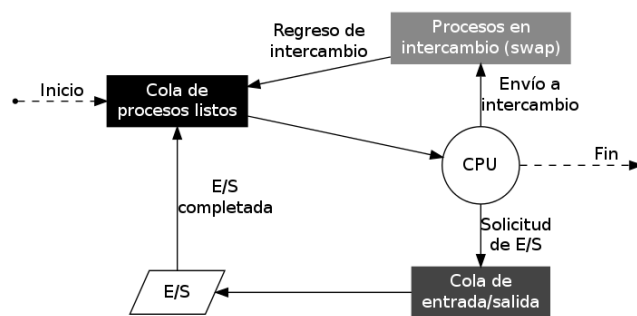 Procesos en
intercambio (swap)
Regreso de
intercambio
Inicio
Cola de
procesos listos
Envío a
intercambio
CPU
Fin
E/S
completada
Solicitud
de E/S
E/S
Cola de
entrada/salida